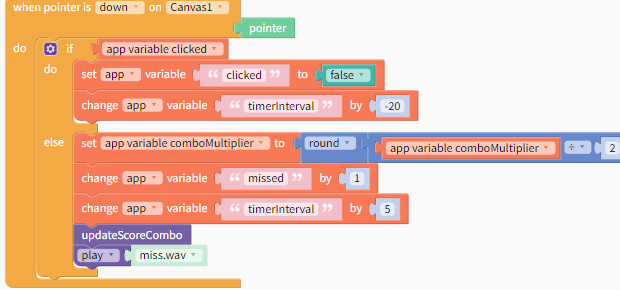 when pointer is down on Canvas1
pointer
do if app variable clicked
do set app variable “ clicked ” to false
change app variable “ timerInterval ” by -20
else set app variable comboMultiplier to round app variable comboMultiplier ÷ 2
change app variable “ missed ” by 1
change app variable “ timerInterval ” by 5
updateScoreCombo
play miss.wav